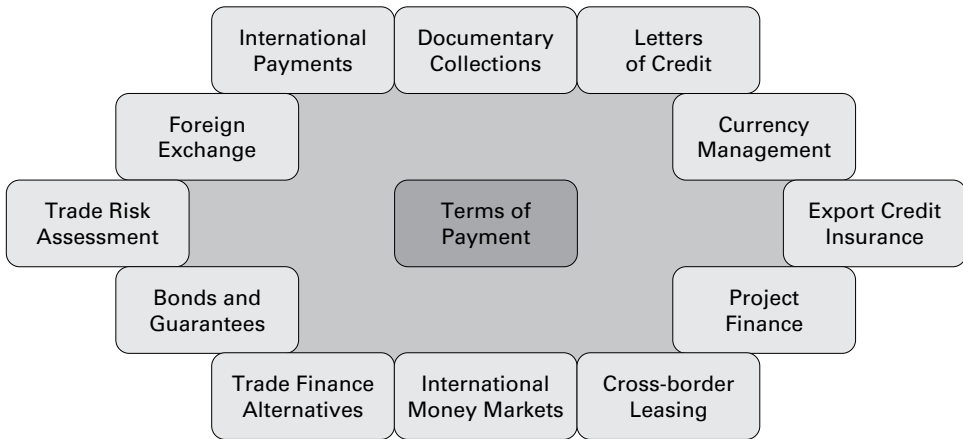 International
Payments
Documentary
Collections
Letters
of Credit
Foreign
Exchange
Currency
Management
Trade Risk
Assessment
Terms of
Payment
Export Credit
Insurance
Bonds and
Guarantees
Project
Finance
Trade Finance
Alternatives
International
Money Markets
Cross-border
Leasing